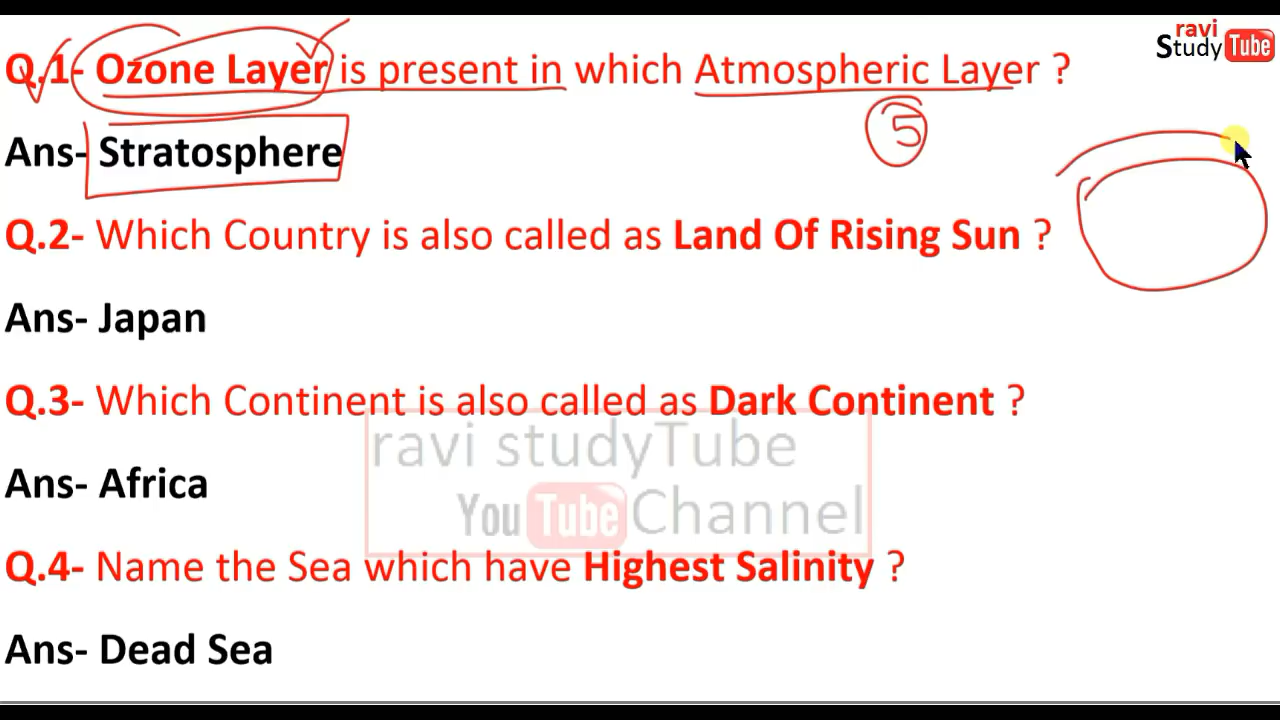 ravi
Study Tube
Q.1- Ozone Layer is present in which Atmospheric Layer ?
5
Ans- Stratosphere
Q.2- Which Country is also called as Land Of Rising Sun ?
Ans- Japan
Q.3- Which Continent is also called as Dark Continent ?
ravi studyTube
Ans- Africa
You Tube Channel
Q.4- Name the Sea which have Highest Salinity ?
Ans- Dead Sea